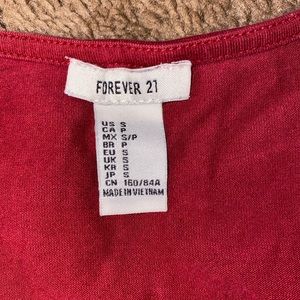 FOREVER 21
US S
CA P
MX S/P
BR P
EU S
UK S
KR S
JP S
CN 160/84A
MADE IN VIETNAM